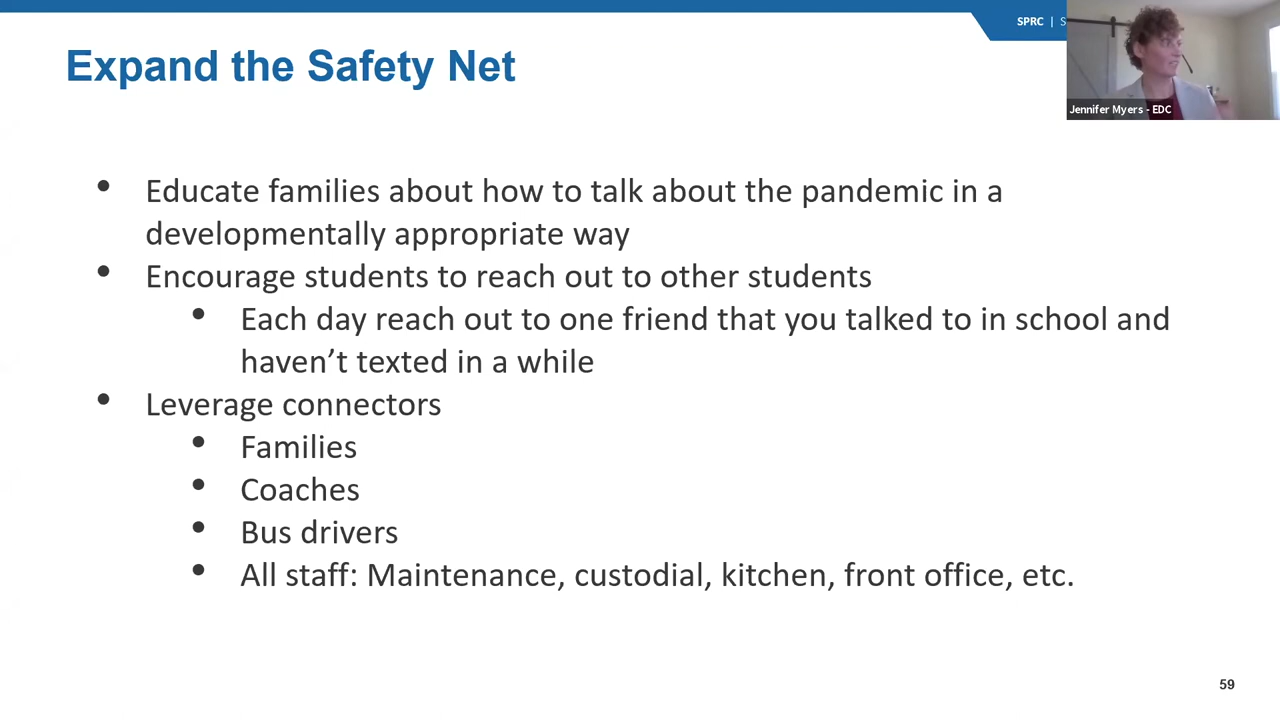 SPRC | S
Expand the Safety Net
Jennifer Myers - EDC
• Educate families about how to talk about the pandemic in a
developmentally appropriate way
• Encourage students to reach out to other students
• Each day reach out to one friend that you talked to in school and
haven’t texted in a while
• Leverage connectors
• Families
• Coaches
• Bus drivers
• All staff: Maintenance, custodial, kitchen, front office, etc.
59